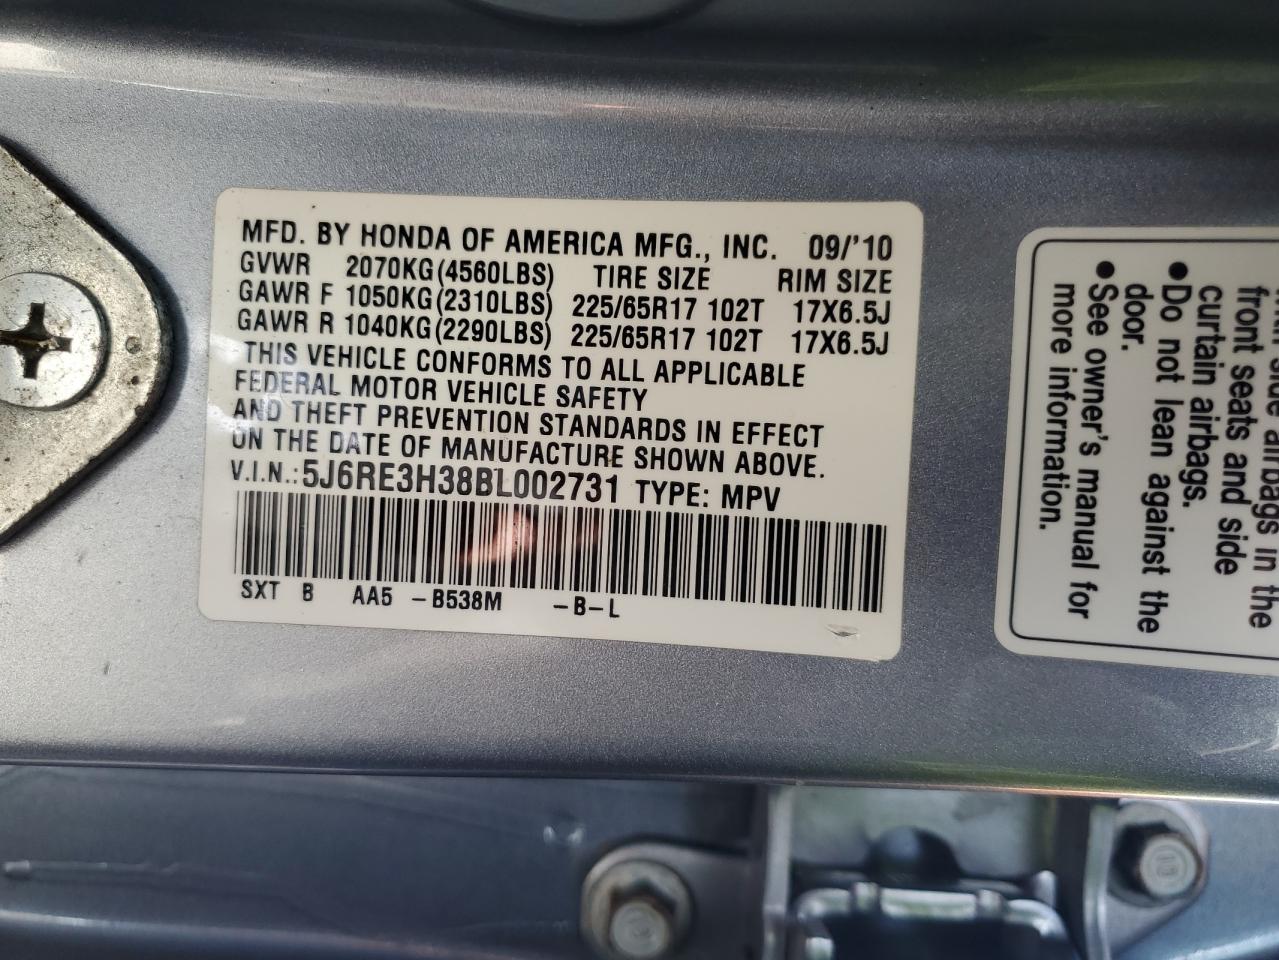 MFD. BY HONDA OF AMERICA MFG., INC. 09/'10
GVWR 2070KG(4560LBS) TIRE SIZE RIM SIZE
GAWR F 1050KG(2310LBS) 225/65R17 102T 17X6.5J
GAWR R 1040KG(2290LBS) 225/65R17 102T 17X6.5J
THIS VEHICLE CONFORMS TO ALL APPLICABLE
FEDERAL MOTOR VEHICLE SAFETY
AND THEFT PREVENTION STANDARDS IN EFFECT
ON THE DATE OF MANUFACTURE SHOWN ABOVE.
V.I.N.: 5J6RE3H38BL002731 TYPE: MPV
SXT B AA5 -B538M -B-L
airbags in the
front seats and side
curtain airbags.
●Do not lean against the
door.
●See owner's manual for
more information.